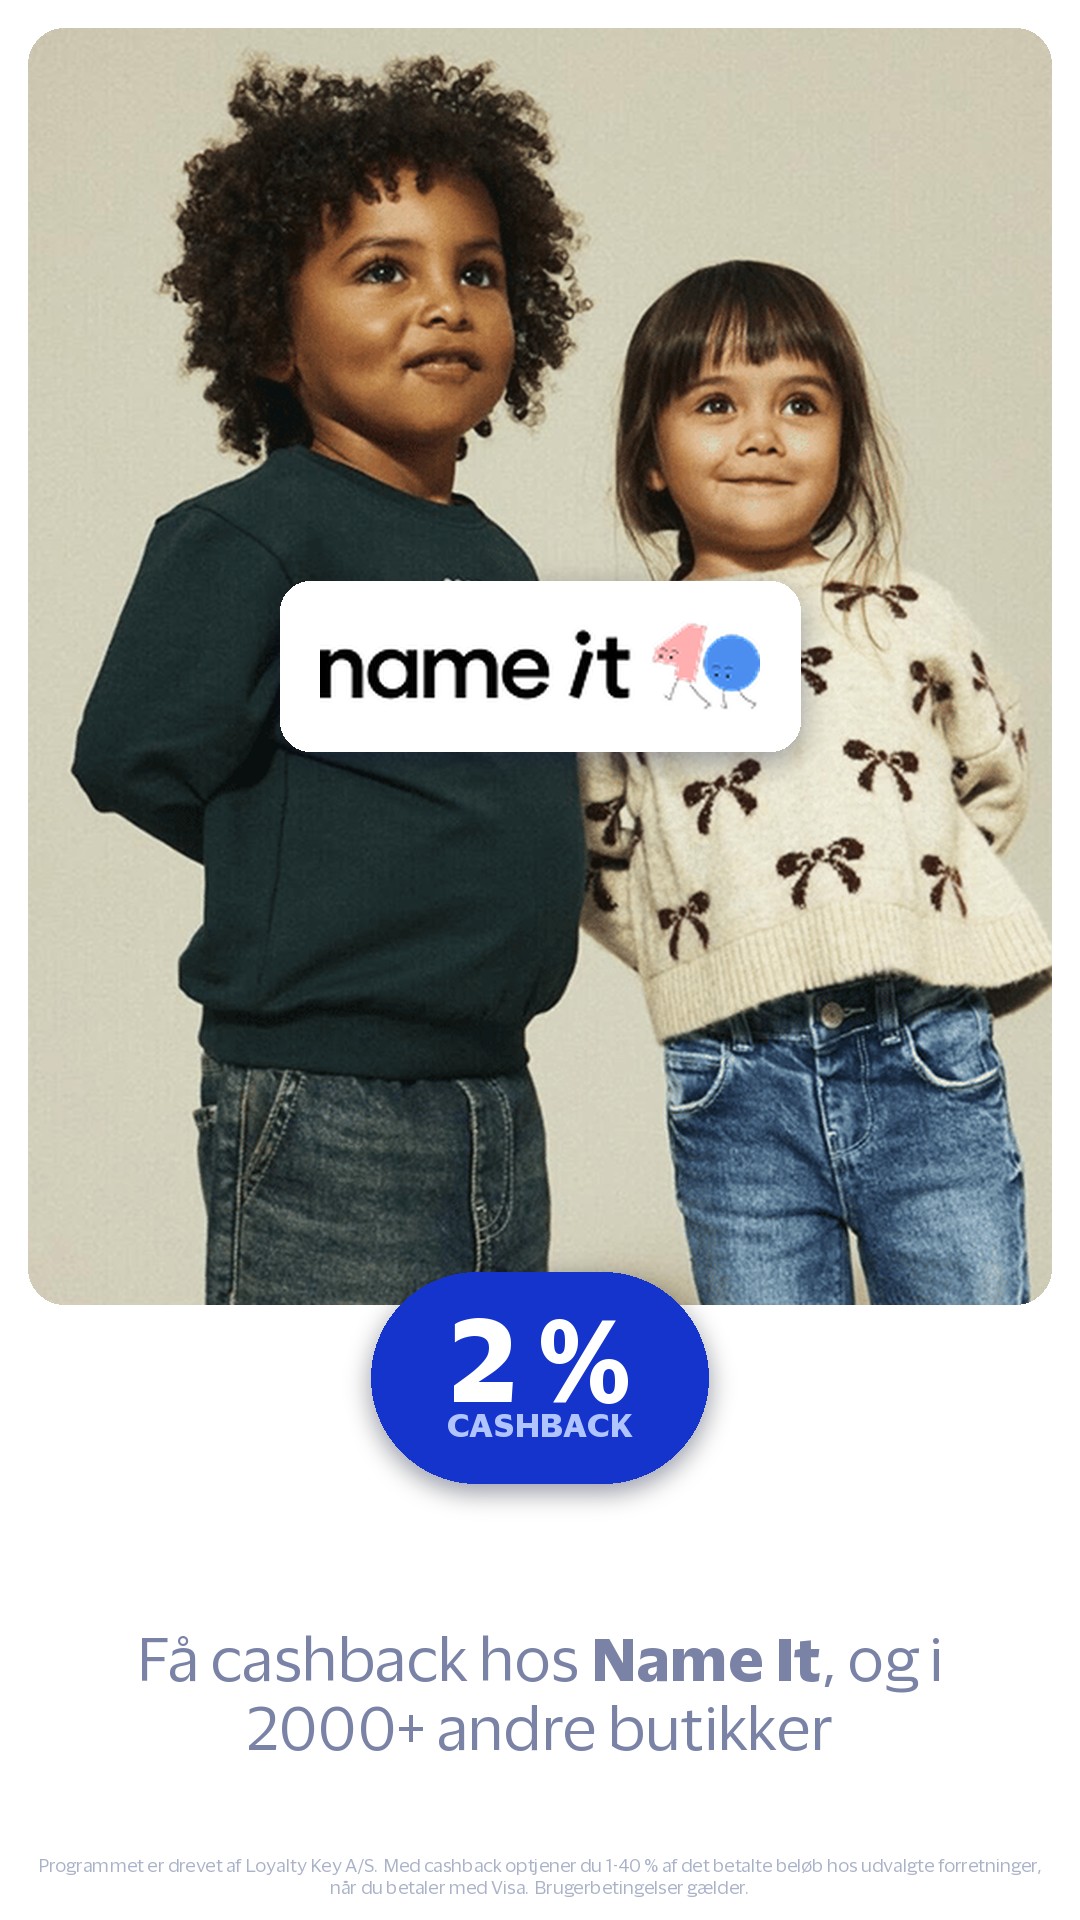 name it
2 %
CASHBACK
Få cashback hos Name It, og i
2000+ andre butikker
Programmet er drevet af Loyalty Key A/S. Med cashback optjener du 1-40 % af det betalte beløb hos udvalgte forretninger,
når du betaler med Visa. Brugerbetingelser gælder.